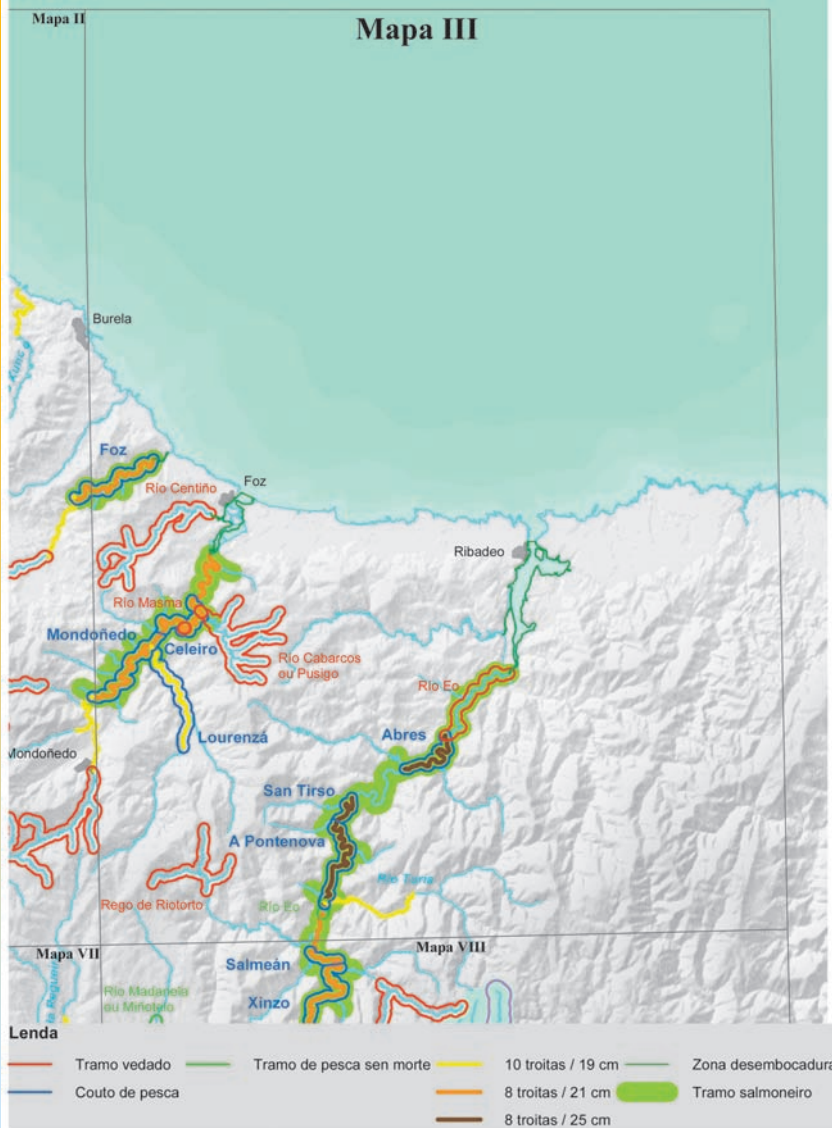 Mapa II
Mapa III
Burela
Foz
Río Centiño
Foz
Ribadeo
Río Masma
Mondoñedo
Celeiro
Río Cabarcos
ou Pusigo
Río Eo
Lourenzá
Abres
Mondoñedo
San Tirso
A Pontenova
Río Turía
Rego de Riotorto
Río Eo
Mapa VII
Mapa VIII
Salmeán
Río Madanela
ou Miñotelo
Xinzo
Lenda
Tramo vedado
Tramo de pesca sen morte
10 troitas / 19 cm
Zona desembocadura
Couto de pesca
8 troitas / 21 cm
Tramo salmoneiro
8 troitas / 25 cm